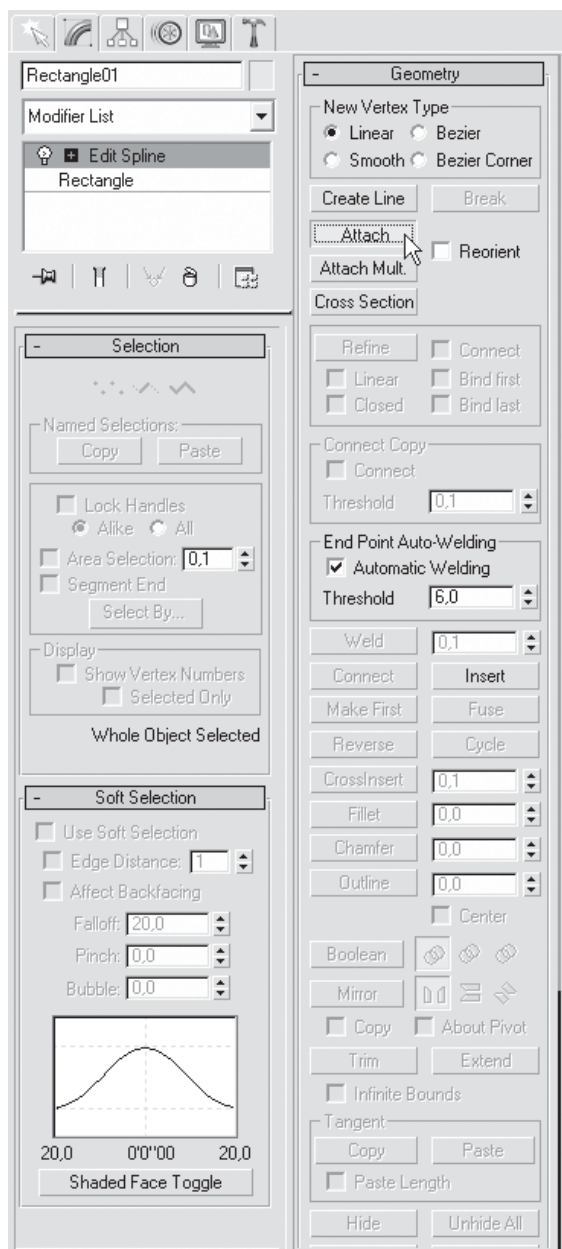 Rectangle01
Modifier List
Edit Spline
Rectangle
- Selection
Named Selections:
Copy Paste
Lock Handles
Alike All
Area Selection: 0,1
Segment End
Select By...
Display
Show Vertex Numbers
Selected Only
Whole Object Selected
- Soft Selection
Use Soft Selection
Edge Distance: 1
Affect Backfacing
Falloff: 20,0
Pinch: 0,0
Bubble: 0,0
20,0 0'0''00 20,0
Shaded Face Toggle
- Geometry
New Vertex Type
Linear Bezier
Smooth Bezier Corner
Create Line Break
Attach
Reorient
Attach Mult.
Cross Section
Refine Connect
Linear Bind first
Closed Bind last
Connect Copy
Connect
Threshold 0,1
End Point Auto-Welding
Automatic Welding
Threshold 6,0
Weld 0,1
Connect Insert
Make First Fuse
Reverse Cycle
CrossInsert 0,1
Fillet 0,0
Chamfer 0,0
Outline 0,0
Center
Boolean
Mirror
Copy About Pivot
Trim Extend
Infinite Bounds
Tangent
Copy Paste
Paste Length
Hide Unhide All